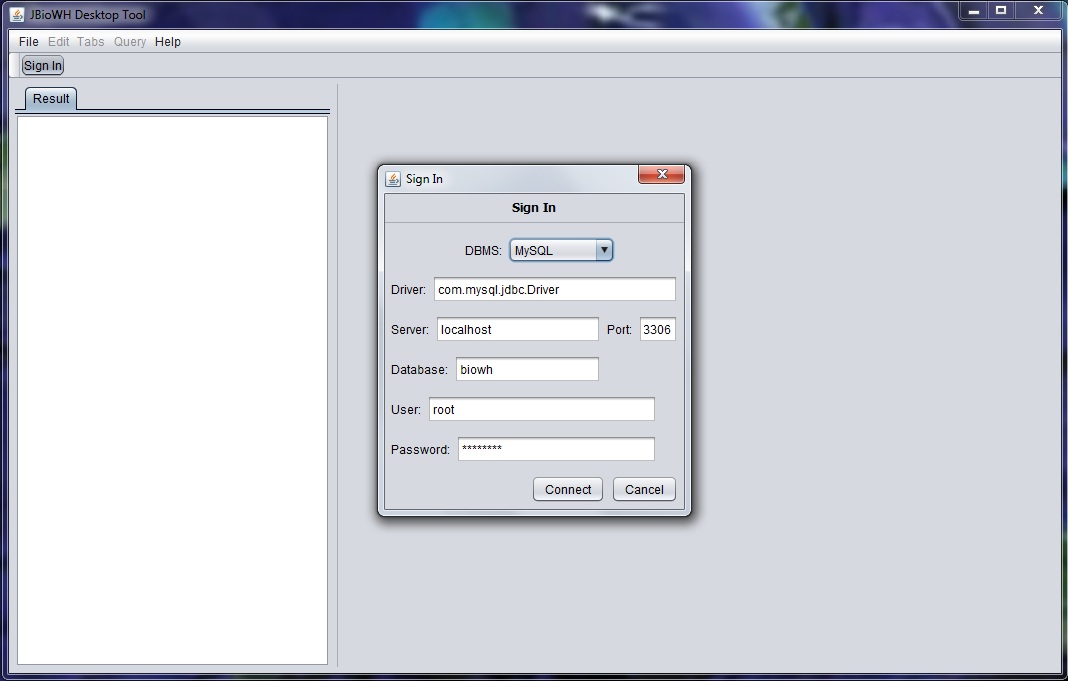 JBioWH Desktop Tool
File Edit Tabs Query Help
Sign In
Result
Sign In
Sign In
DBMS: MySQL
Driver: com.mysql.jdbc.Driver
Server: localhost Port: 3306
Database: biowh
User: root
Password: ********
Connect Cancel